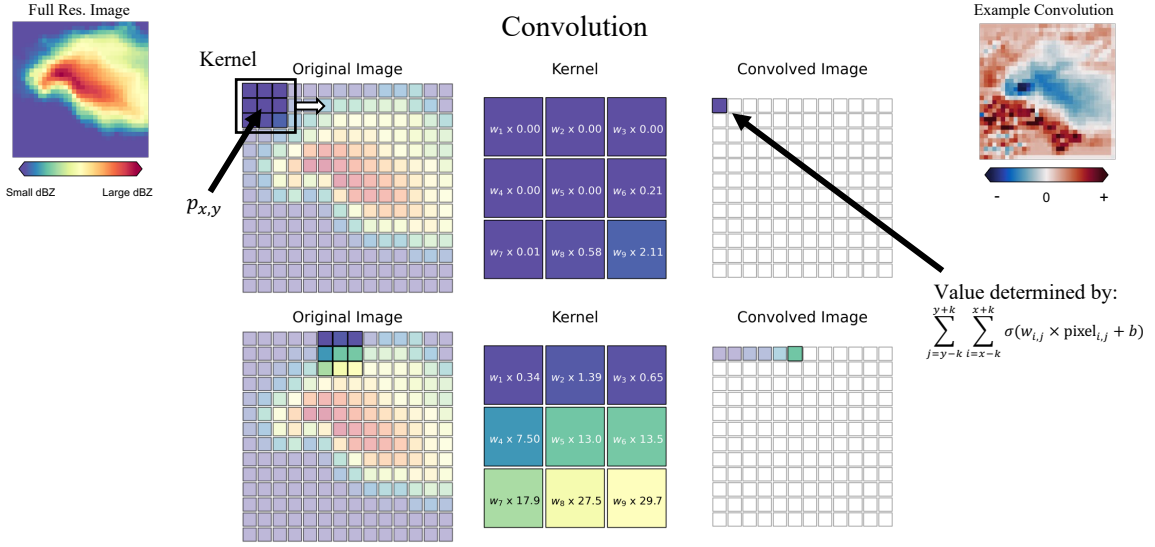 Full Res. Image
Convolution
Example Convolution
Kernel
Original Image
Kernel
Convolved Image
w₁ x 0.00
w₂ x 0.00
w₃ x 0.00
w₄ x 0.00
w₅ x 0.00
w₆ x 0.21
w₇ x 0.01
w₈ x 0.58
w₉ x 2.11
Small dBZ
Large dBZ
pₓ,ᵧ
- 0 +
Value determined by:
∑_{j=y−k}^{y+k} ∑_{i=x−k}^{x+k} σ(w_{i,j} × pixel_{i,j} + b)
Original Image
Kernel
Convolved Image
w₁ x 0.34
w₂ x 1.39
w₃ x 0.65
w₄ x 7.50
w₅ x 13.0
w₆ x 13.5
w₇ x 17.9
w₈ x 27.5
w₉ x 29.7